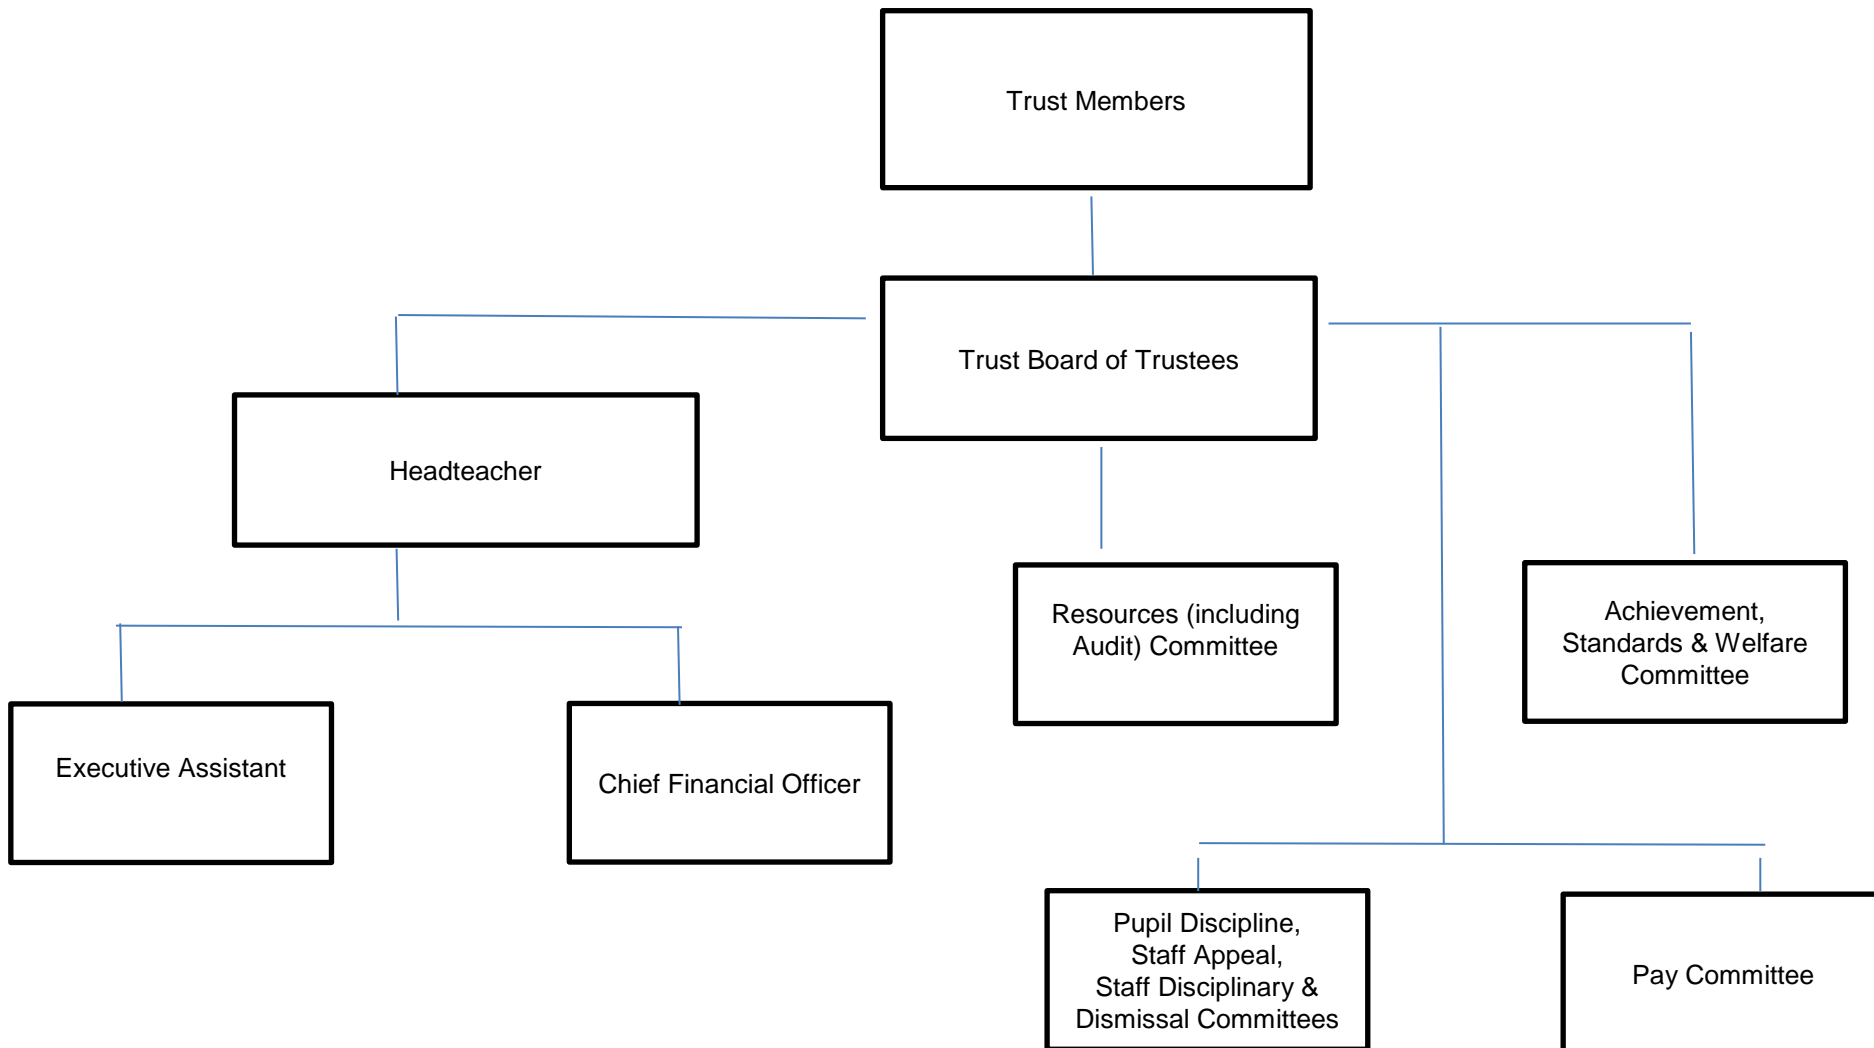 Trust Members
Trust Board of Trustees
Headteacher
Resources (including
Audit) Committee
Achievement,
Standards & Welfare
Committee
Executive Assistant
Chief Financial Officer
Pupil Discipline,
Staff Appeal,
Staff Disciplinary &
Dismissal Committees
Pay Committee